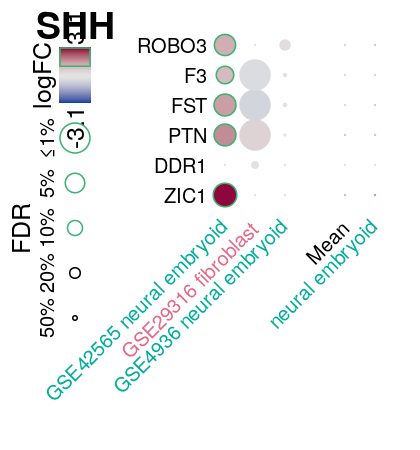 SHH
3.1
logFC
-3.1
FDR
≤1%
5%
10%
20%
50%
ROBO3
F3
FST
PTN
DDR1
ZIC1
GSE42565 neural embryoid
GSE29316 fibroblast
GSE4936 neural embryoid
Mean
neural embryoid